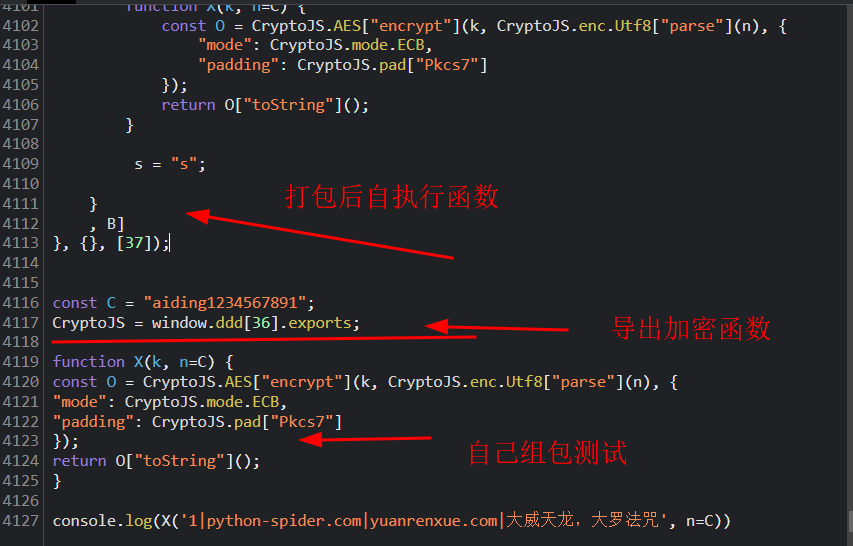 4101 function X(k, n=C) {
4102 const O = CryptoJS.AES["encrypt"](k, CryptoJS.enc.Utf8["parse"](n), {
4103 "mode": CryptoJS.mode.ECB,
4104 "padding": CryptoJS.pad["Pkcs7"]
4105 });
4106 return O["toString"]();
4107 }
4108
4109 s = "s";
4110
打包后自执行函数
4111 }
4112 , B]
4113 }, {}, [37]);
4114
4115
4116 const C = "aiding1234567891";
4117 CryptoJS = window.ddd[36].exports;
导出加密函数
4118
4119 function X(k, n=C) {
4120 const O = CryptoJS.AES["encrypt"](k, CryptoJS.enc.Utf8["parse"](n), {
4121 "mode": CryptoJS.mode.ECB,
4122 "padding": CryptoJS.pad["Pkcs7"]
4123 });
自己组包测试
4124 return O["toString"]();
4125 }
4126
4127 console.log(X('1|python-spider.com|yuanrenxue.com|大威天龙，大罗法咒', n=C))